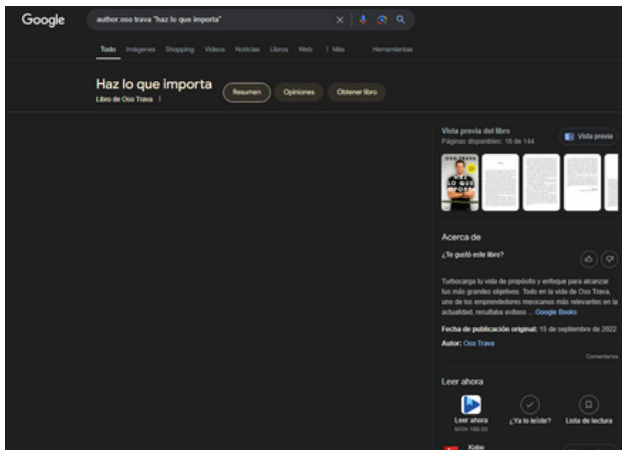 Google
author:oso trava "haz lo que importa"
Todo Imágenes Shopping Videos Noticias Libros Web Más Herramientas
Haz lo que importa
Libro de Oso Trava
Resumen Opiniones Obtener libro
Vista previa del libro
Páginas disponibles: 16 de 144
Vista previa
OSO TRAVA
HAZ
LO QUE
Acerca de
¿Te gustó este libro?
Turbocarga tu vida de propósito y enfoque para alcanzar
tus más grandes objetivos. Todo en la vida de Oso Trava,
uno de los emprendedores mexicanos más relevantes en la
actualidad, resultaba exitoso ... Google Books
Fecha de publicación original: 15 de septiembre de 2022
Autor: Oso Trava
Comentarios
Leer ahora
Leer ahora
¿Ya lo leíste?
Lista de lectura
Kobo